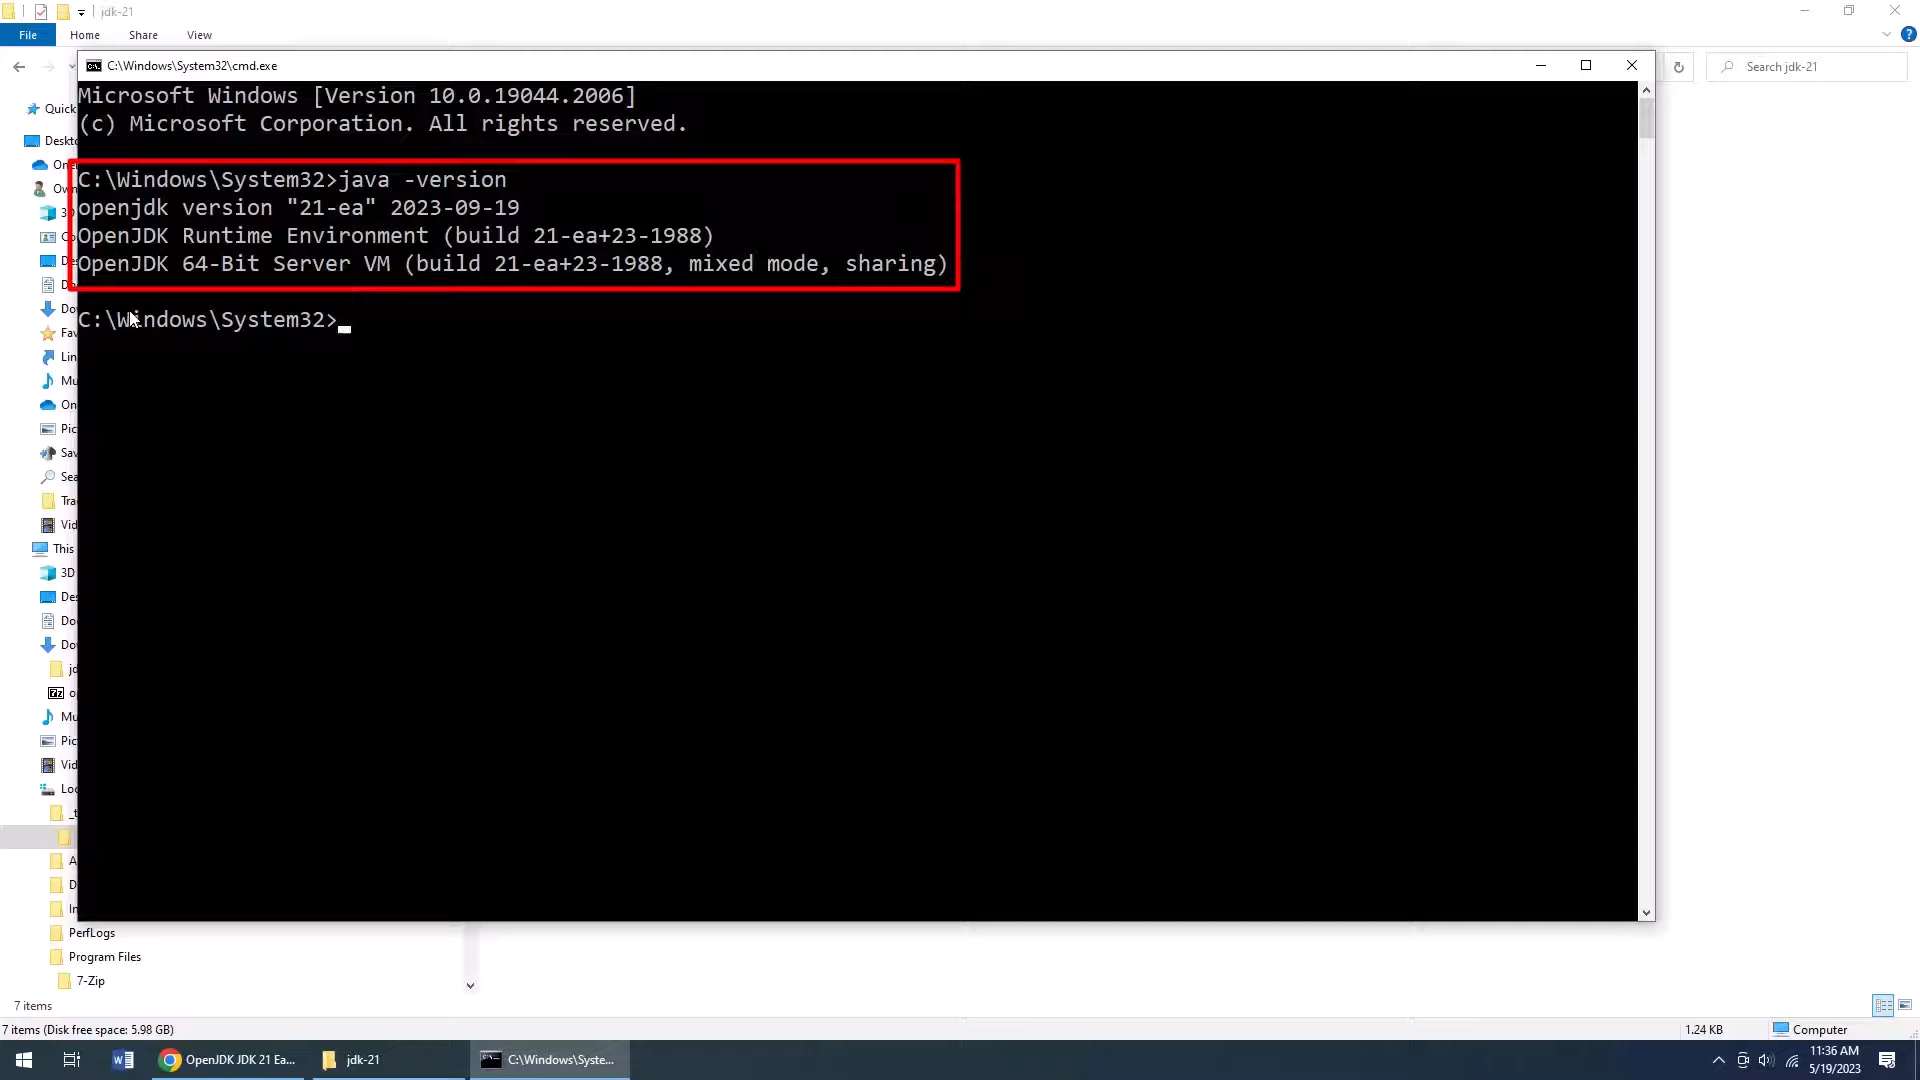 jdk-21
File Home Share View
C:\Windows\System32\cmd.exe
Search jdk-21
Microsoft Windows [Version 10.0.19044.2006]
(c) Microsoft Corporation. All rights reserved.
C:\Windows\System32>java -version
openjdk version "21-ea" 2023-09-19
OpenJDK Runtime Environment (build 21-ea+23-1988)
OpenJDK 64-Bit Server VM (build 21-ea+23-1988, mixed mode, sharing)
C:\Windows\System32>
Quick
This
3D
PerfLogs
Program Files
7-Zip
7 items
7 items (Disk free space: 5.98 GB)
1.24 KB
Computer
OpenJDK JDK 21 Ea...
jdk-21
C:\Windows\Syste...
11:36 AM
5/19/2023